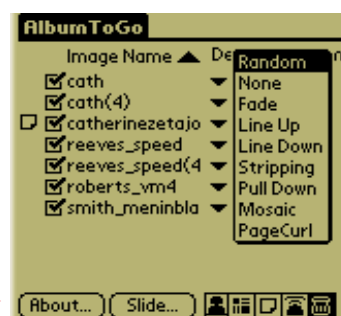 AlbumToGo
Image Name De n
cath
cath(4)
catherinezetajo
reeves_speed
reeves_speed(4
roberts_vm4
smith_meninbla
Random
None
Fade
Line Up
Line Down
Stripping
Pull Down
Mosaic
PageCurl
About... Slide...